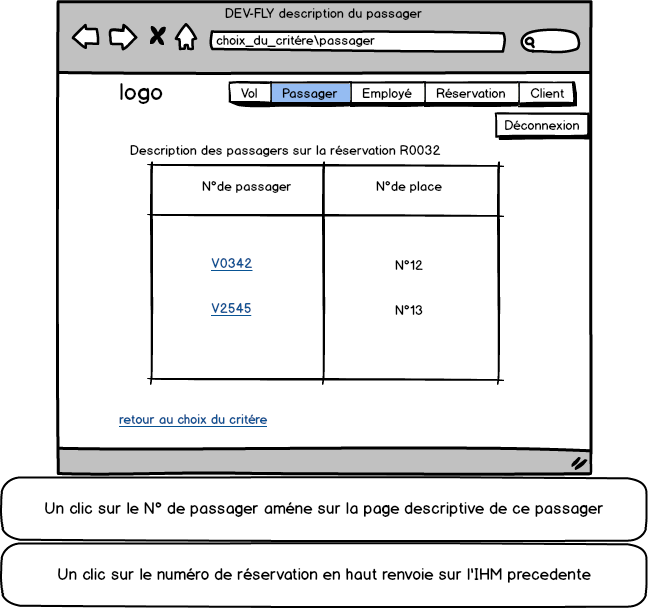 DEV-FLY description du passager
choix_du_critére\passager
logo
Vol Passager Employé Réservation Client
Déconnexion
Description des passagers sur la réservation R0032
N°de passager N°de place
V0342 N°12
V2545 N°13
retour au choix du critére
Un clic sur le N° de passager améne sur la page descriptive de ce passager
Un clic sur le numéro de réservation en haut renvoie sur l'IHM precedente